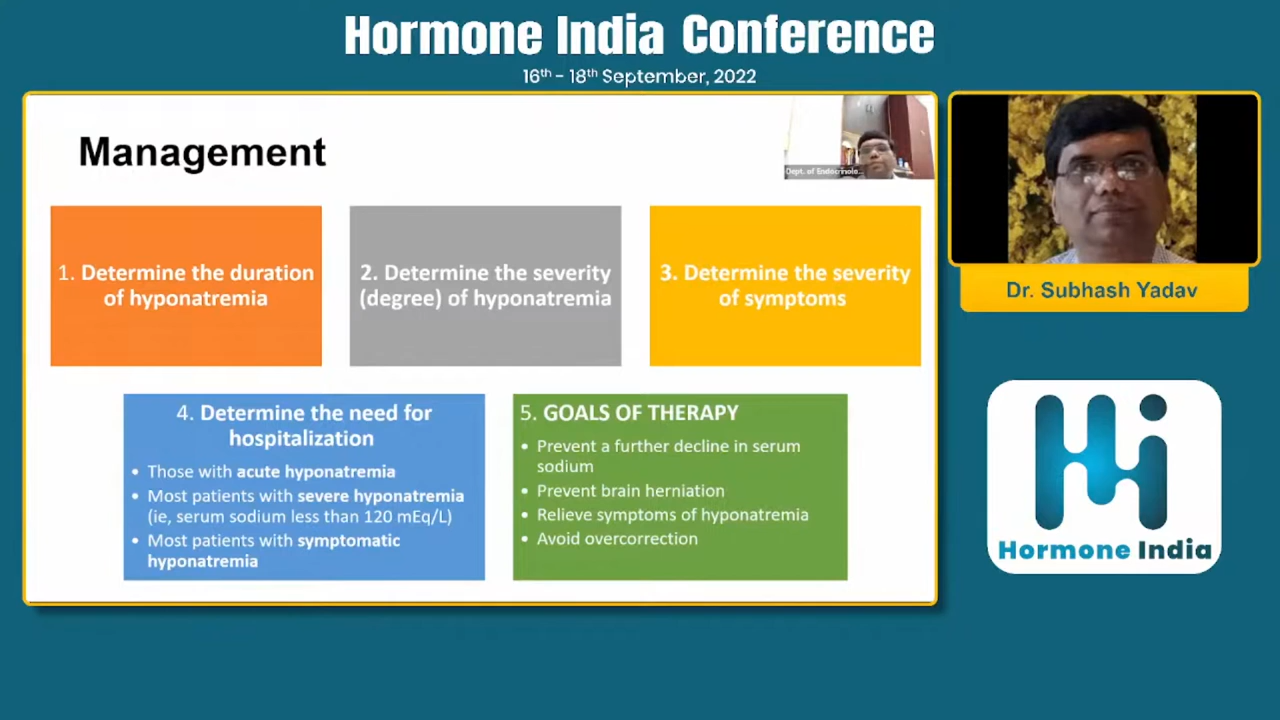 Hormone India Conference
16th - 18th September, 2022
Management
Dept. of Endocrinolo...
1. Determine the duration
of hyponatremia
2. Determine the severity
(degree) of hyponatremia
3. Determine the severity
of symptoms
4. Determine the need for
hospitalization
• Those with acute hyponatremia
• Most patients with severe hyponatremia
(ie, serum sodium less than 120 mEq/L)
• Most patients with symptomatic
hyponatremia
5. GOALS OF THERAPY
• Prevent a further decline in serum
sodium
• Prevent brain herniation
• Relieve symptoms of hyponatremia
• Avoid overcorrection
Dr. Subhash Yadav
Hi
Hormone India